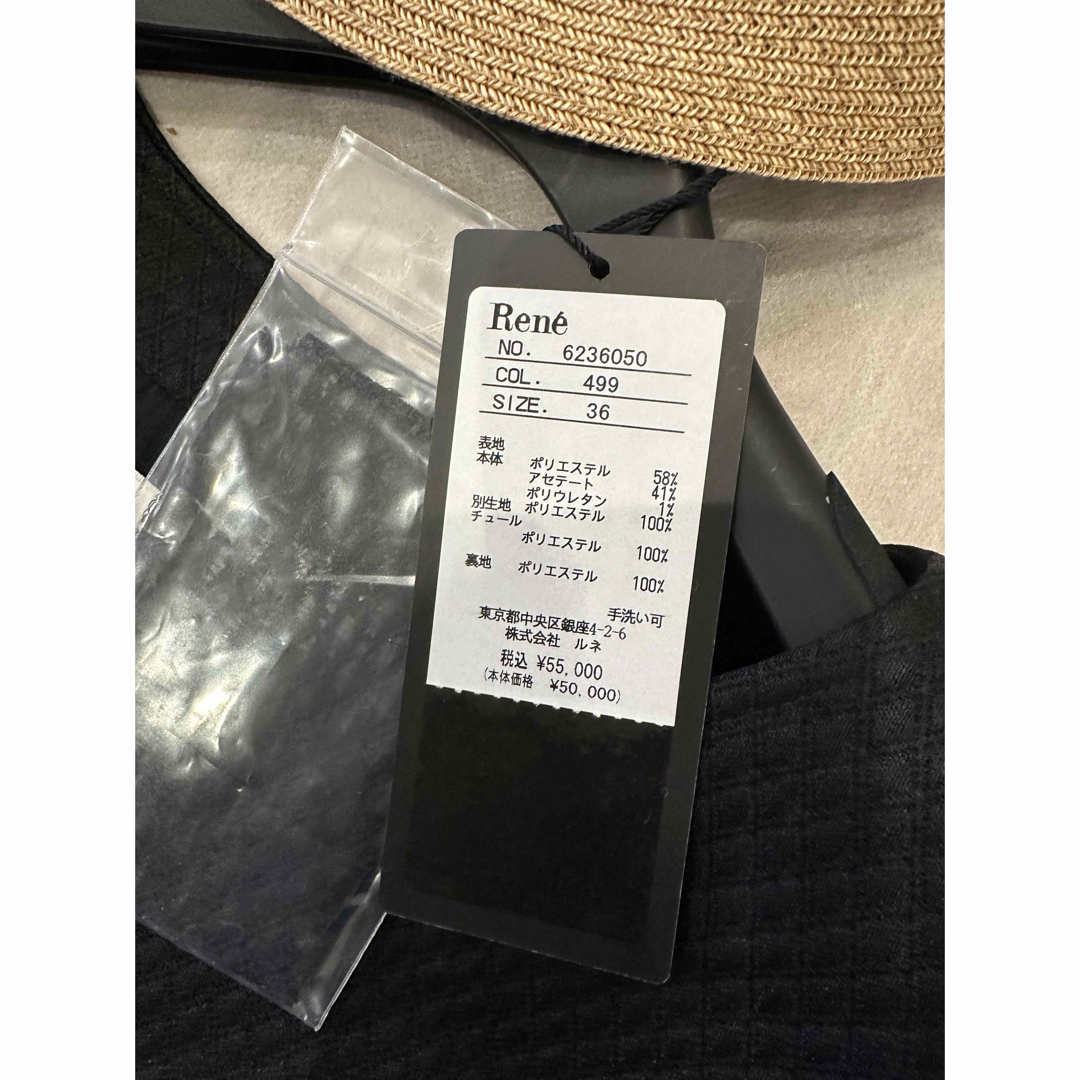 René
NO. 6236050
COL. 499
SIZE. 36
表地
本体 ポリエステル 58%
アセテート 41%
ポリウレタン 1%
別生地 ポリエステル 100%
チュール
ポリエステル 100%
裏地 ポリエステル 100%
手洗い可
東京都中央区銀座4-2-6
株式会社 ルネ
税込 ¥55,000
(本体価格 ¥50,000)